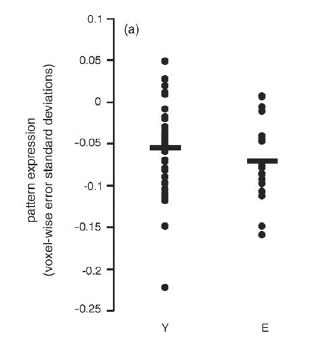 0.1
(a)
0.05
0
-0.05
-0.1
-0.15
-0.2
-0.25
pattern expression
(voxel-wise error standard deviations)
Y E